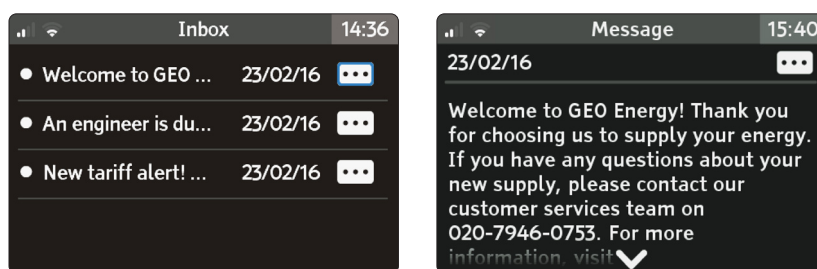 Inbox 14:36
Welcome to GEO ... 23/02/16
An engineer is du... 23/02/16
New tariff alert! ... 23/02/16
Message 15:40
23/02/16
Welcome to GEO Energy! Thank you
for choosing us to supply your energy.
If you have any questions about your
new supply, please contact our
customer services team on
020-7946-0753. For more
information, visit